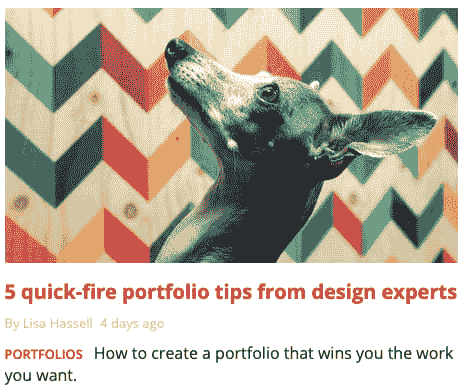 5 quick-fire portfolio tips from design experts
By Lisa Hassell 4 days ago
PORTFOLIOS How to create a portfolio that wins you the work
you want.